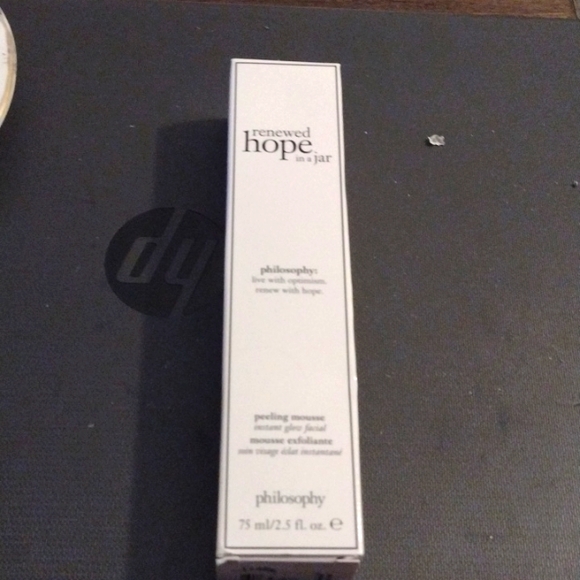 renewed
hope
in a jar
philosophy:
live with optimism.
renew with hope.
peeling mousse
instant glow facial
mousse exfoliante
soin visage éclat instantané
philosophy
75 ml/2.5 fl. oz. ℮
hp